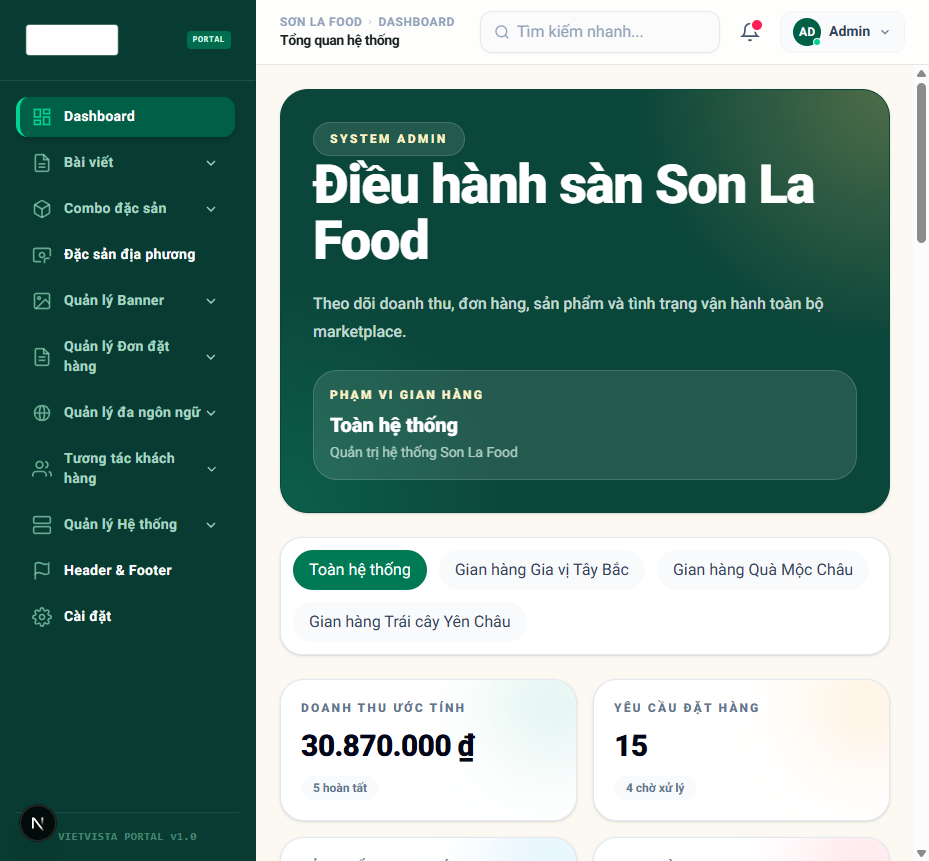 PORTAL
Dashboard
Bài viết
Combo đặc sản
Đặc sản địa phương
Quản lý Banner
Quản lý Đơn đặt
hàng
Quản lý đa ngôn ngữ
Tương tác khách
hàng
Quản lý Hệ thống
Header & Footer
Cài đặt
N
VIETVISTA PORTAL v1.0
SƠN LA FOOD › DASHBOARD
Tổng quan hệ thống
Tìm kiếm nhanh...
AD
Admin
SYSTEM ADMIN
Điều hành sàn Son La
Food
Theo dõi doanh thu, đơn hàng, sản phẩm và tình trạng vận hành toàn bộ
marketplace.
PHẠM VI GIAN HÀNG
Toàn hệ thống
Quản trị hệ thống Son La Food
Toàn hệ thống
Gian hàng Gia vị Tây Bắc
Gian hàng Quà Mộc Châu
Gian hàng Trái cây Yên Châu
DOANH THU ƯỚC TÍNH
30.870.000 ₫
5 hoàn tất
YÊU CẦU ĐẶT HÀNG
15
4 chờ xử lý